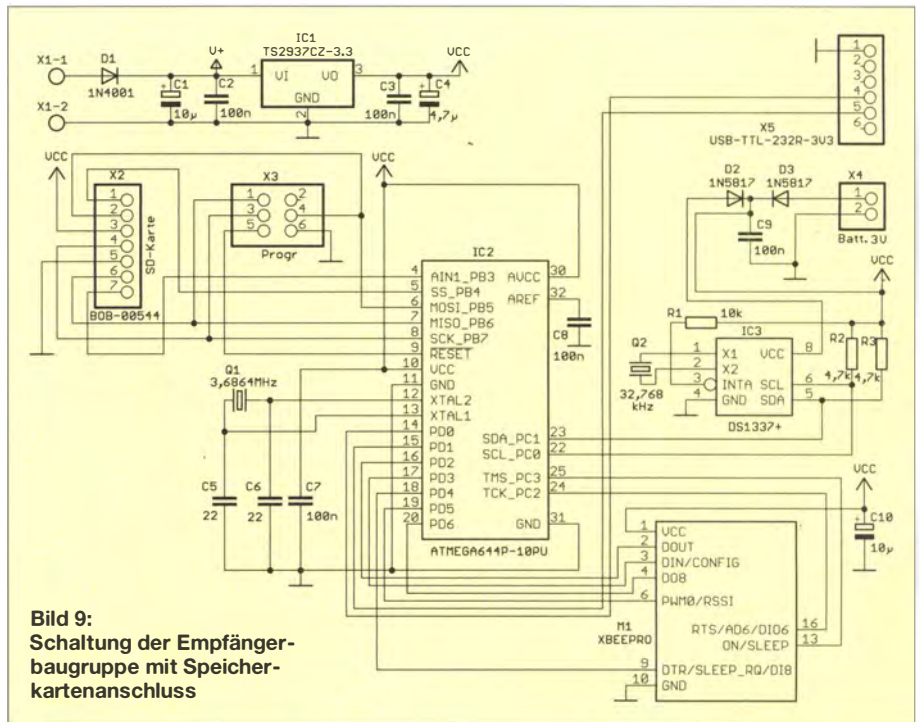 IC1
TS2937CZ-3.3
X1-1
D1
1N4001
V+
1
VI
VO
3
GND
2
VCC
C1
10µ
C2
100n
C3
100n
C4
4,7µ
X1-2
X5
1
2
3
4
5
6
USB-TTL-232R-3V3
VCC
X2
1
2
3
4
5
6
7
SD-Karte
BOB-00544
X3
1
2
3
4
5
6
Progr
VCC
D2
1N5817
D3
1N5817
X4
1
2
Batt.3V
C9
100n
VCC
IC2
4 AIN1_PB3
5 SS_PB4
6 MOSI_PB5
7 MISO_PB6
8 SCK_PB7
9 RESET
10 VCC
11 GND
12 XTAL2
13 XTAL1
14 PD0
15 PD1
16 PD2
17 PD3
18 PD4
19 PD5
20 PD6
AVCC 30
AREF 32
SDA_PC1 23
SCL_PC0 22
TMS_PC3 25
TCK_PC2 24
GND 31
ATMEGA644P-10PU
C8
100n
R1
10k
R2
4,7k
R3
4,7k
Q2
32,768
kHz
IC3
1 X1
2 X2
3 INTA
4 GND
VCC 8
SCL 6
SDA 5
DS1337+
Q1
3,6864MHz
C5
22
C6
22
C7
100n
VCC
C10
10µ
M1
XBEEPRO
1 VCC
2 DOUT
3 DIN/CONFIG
4 DO8
6 PWM0/RSSI
RTS/AD6/DIO6 16
ON/SLEEP 13
9 DTR/SLEEP_RQ/DI8
10 GND
Bild 9:
Schaltung der Empfänger-
baugruppe mit Speicher-
kartenanschluss